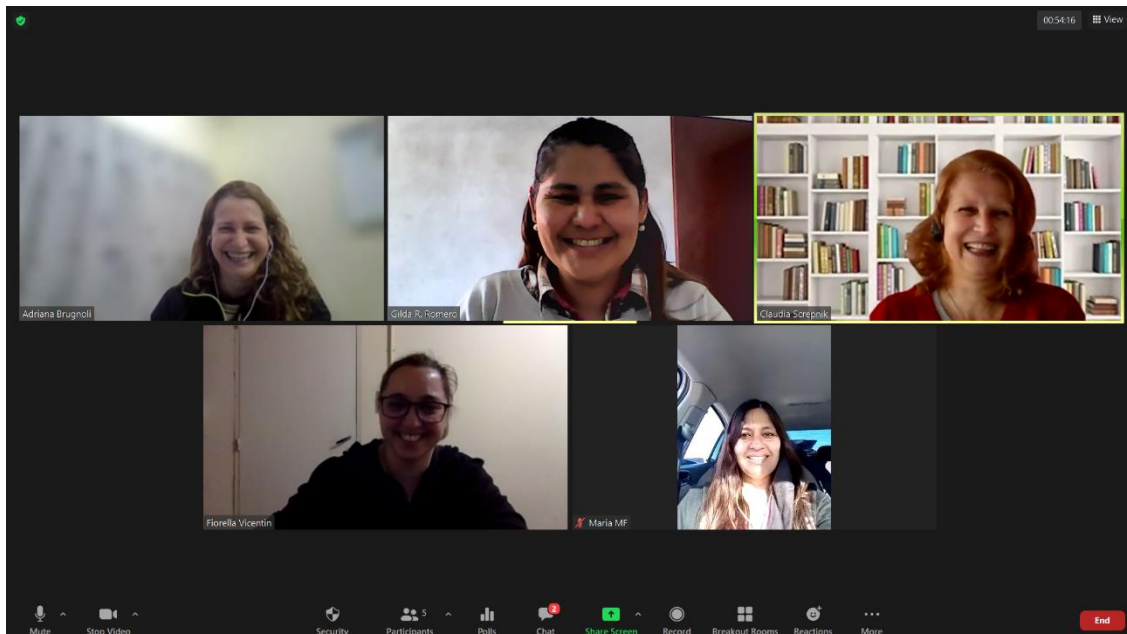 00:54:16 View
Adriana Brugnoli
Gilda R. Romero
Claudia Screpnik
Fiorella Vicentin
Maria MF
5
2
Mute
Stop Video
Security
Participants
Polls
Chat
Share Screen
Record
Breakout Rooms
Reactions
More
End